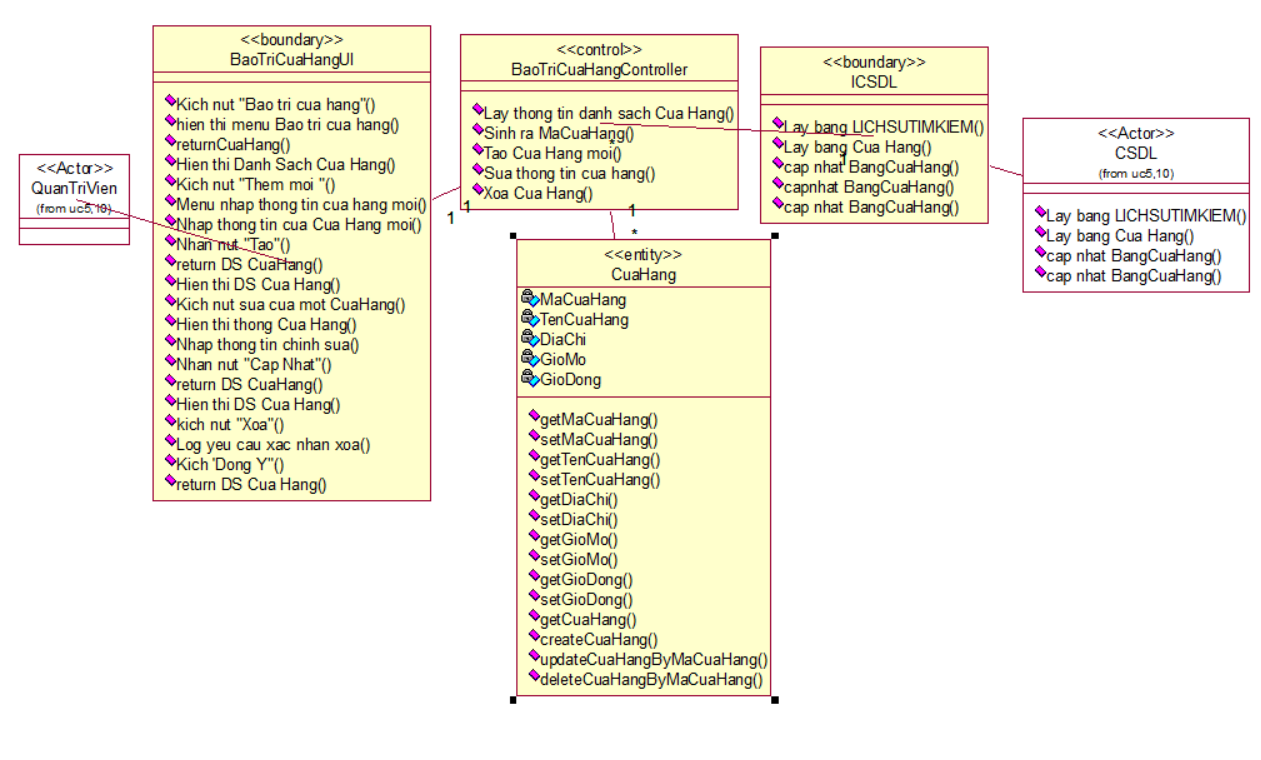 <<Actor>>
QuanTriVien
(from uc5,10)
<<boundary>>
BaoTriCuaHangUI
Kich nut "Bao tri cua hang"()
hien thi menu Bao tri cua hang()
returnCuaHang()
Hien thi Danh Sach Cua Hang()
Kich nut "Them moi "()
Menu nhap thong tin cua hang moi()
Nhap thong tin cua Cua Hang moi()
Nhan nut "Tao"()
return DS CuaHang()
Hien thi DS Cua Hang()
Kich nut sua cua mot CuaHang()
Hien thi thong Cua Hang()
Nhap thong tin chinh sua()
Nhan nut "Cap Nhat"()
return DS CuaHang()
Hien thi DS Cua Hang()
kich nut "Xoa"()
Log yeu cau xac nhan xoa()
Kich 'Dong Y"()
return DS Cua Hang()
1
1
<<control>>
BaoTriCuaHangController
Lay thong tin danh sach Cua Hang()
Sinh ra MaCuaHang()
*
Tao Cua Hang moi()
Sua thong tin cua hang()
Xoa Cua Hang()
1
*
<<entity>>
CuaHang
MaCuaHang
TenCuaHang
DiaChi
GioMo
GioDong
getMaCuaHang()
setMaCuaHang()
getTenCuaHang()
setTenCuaHang()
getDiaChi()
setDiaChi()
getGioMo()
setGioMo()
getGioDong()
setGioDong()
getCuaHang()
createCuaHang()
updateCuaHangByMaCuaHang()
deleteCuaHangByMaCuaHang()
<<boundary>>
ICSDL
Lay bang LICHSUTIMKIEM()
Lay bang Cua Hang()
1
cap nhat BangCuaHang()
capnhat BangCuaHang()
cap nhat BangCuaHang()
<<Actor>>
CSDL
(from uc5,10)
Lay bang LICHSUTIMKIEM()
Lay bang Cua Hang()
cap nhat BangCuaHang()
cap nhat BangCuaHang()